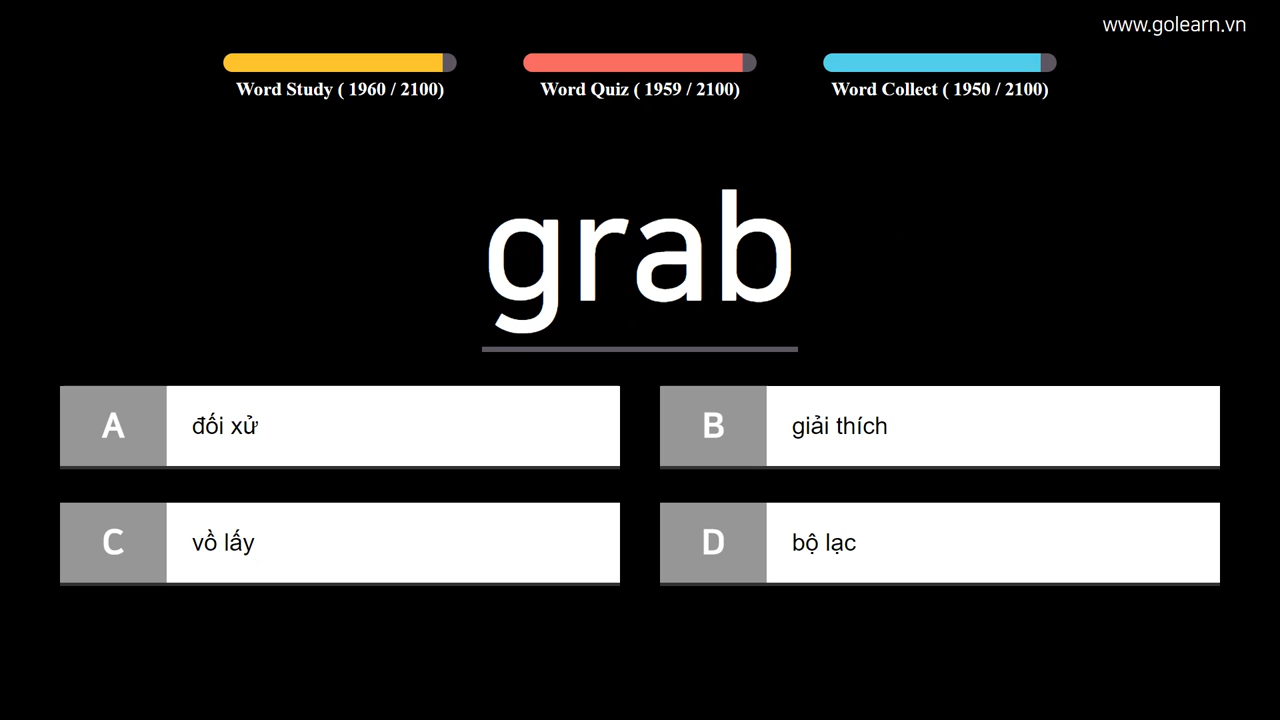 www.golearn.vn
Word Study ( 1960 / 2100)
Word Quiz ( 1959 / 2100)
Word Collect ( 1950 / 2100)
grab
A đối xử
B giải thích
C vồ lấy
D bộ lạc